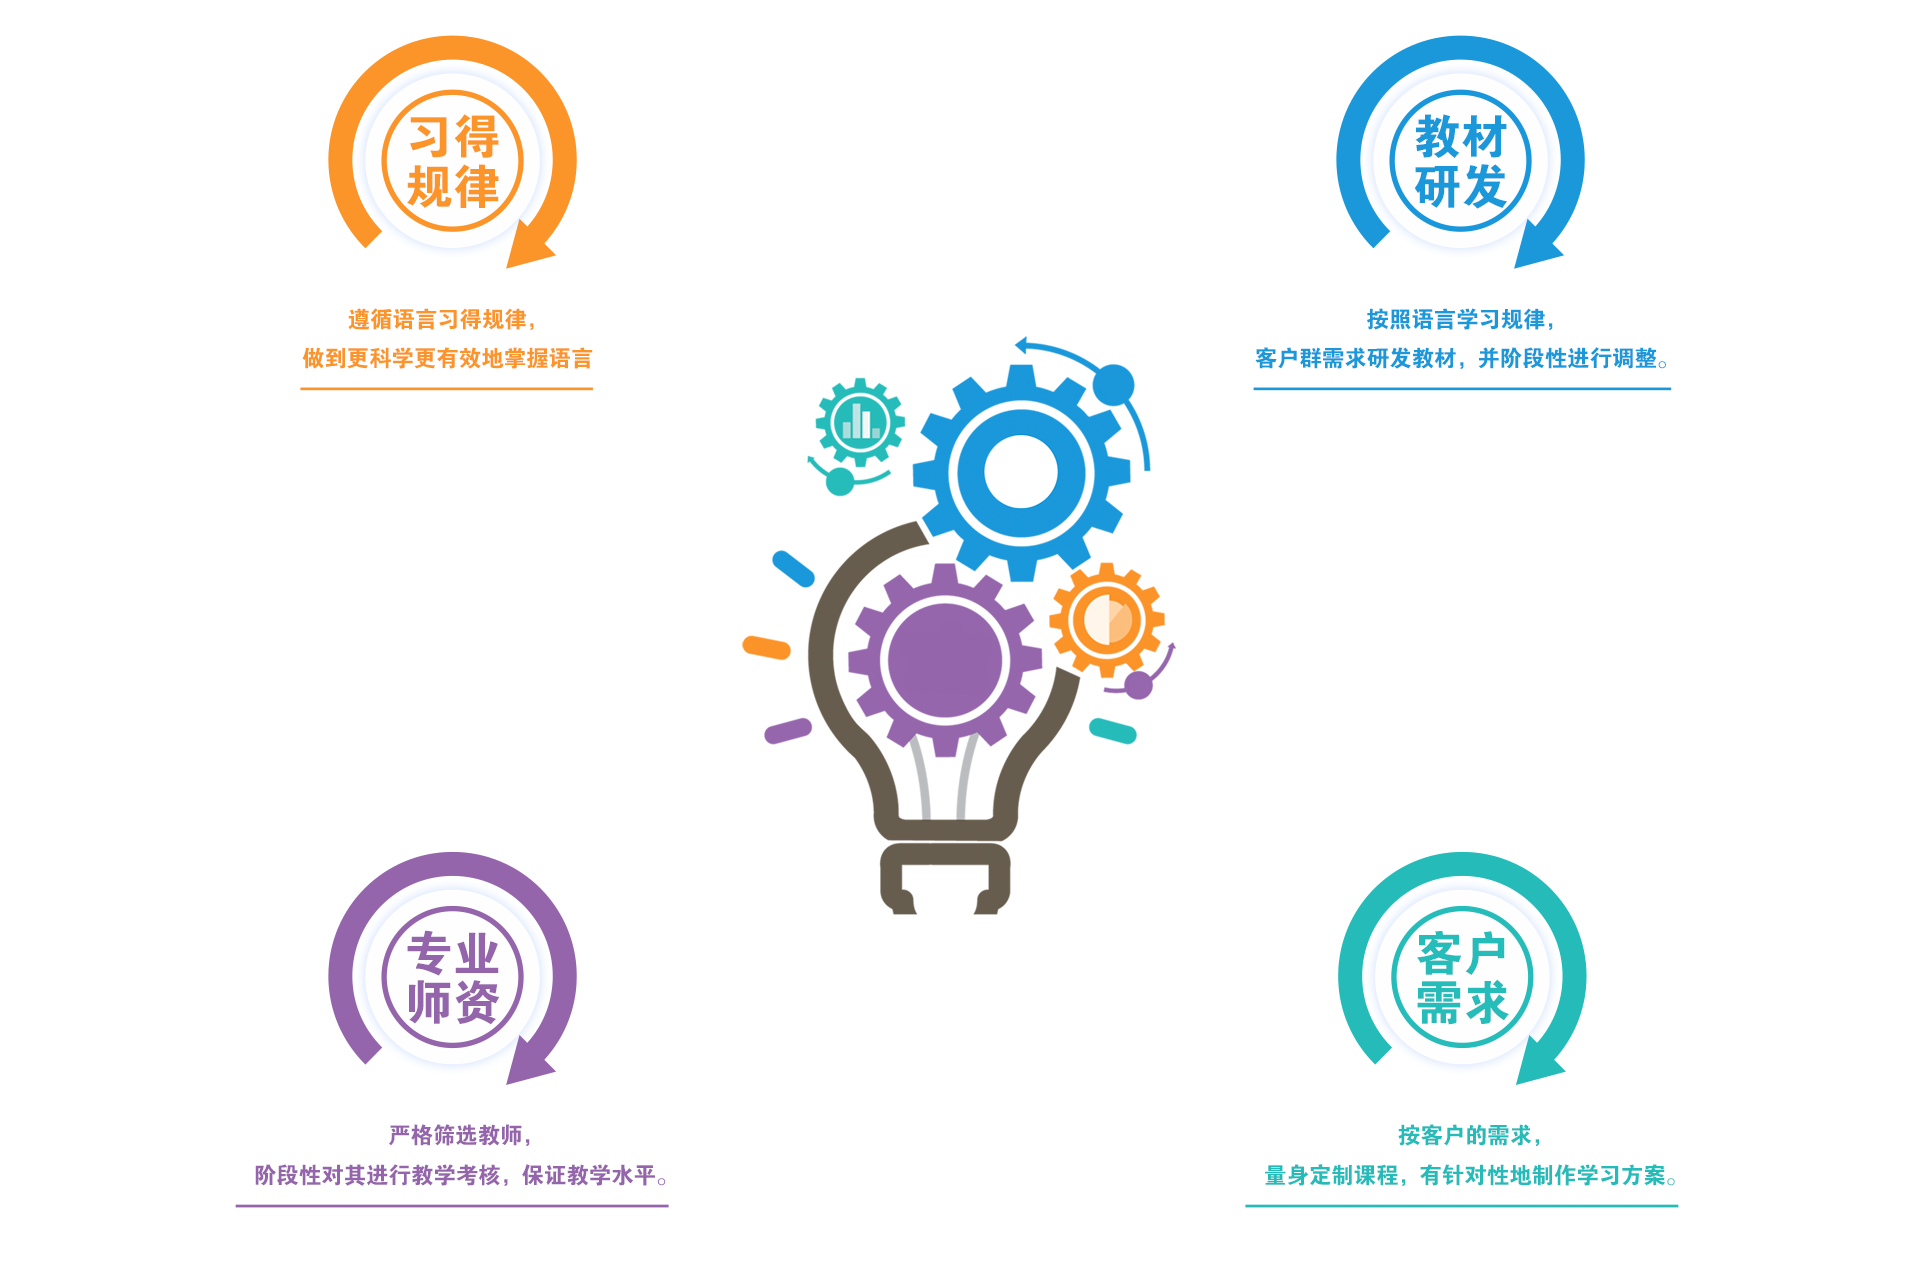 习得
规律
遵循语言习得规律，
做到更科学更有效地掌握语言
教材
研发
按照语言学习规律，
客户群需求研发教材，并阶段性进行调整。
专业
师资
严格筛选教师，
阶段性对其进行教学考核，保证教学水平。
客户
需求
按客户的需求，
量身定制课程，有针对性地制作学习方案。